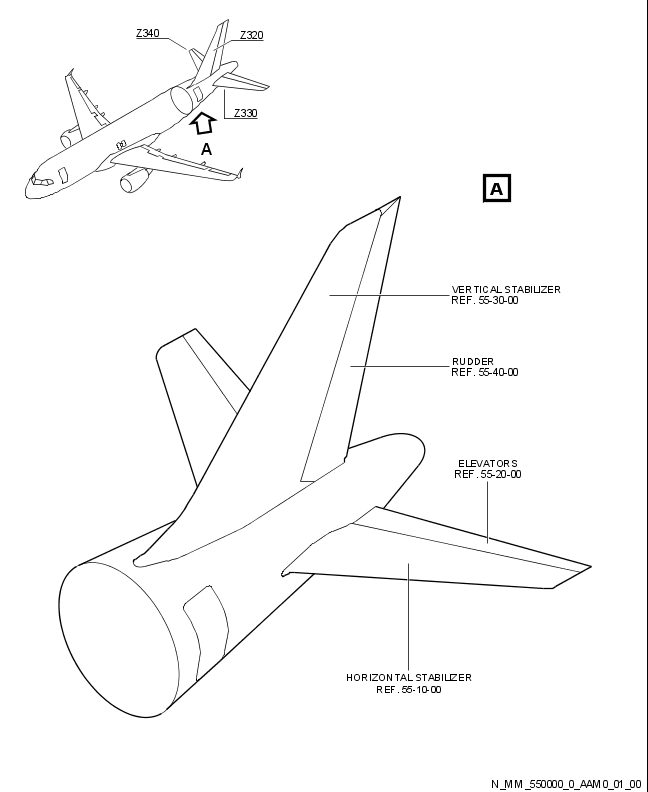 Z340
Z320
Z330
A
A
VERTICAL STABILIZER
REF. 55-30-00
RUDDER
REF. 55-40-00
ELEVATORS
REF. 55-20-00
HORIZONTAL STABILIZER
REF. 55-10-00
N_MM_550000_0_AAM0_01_00